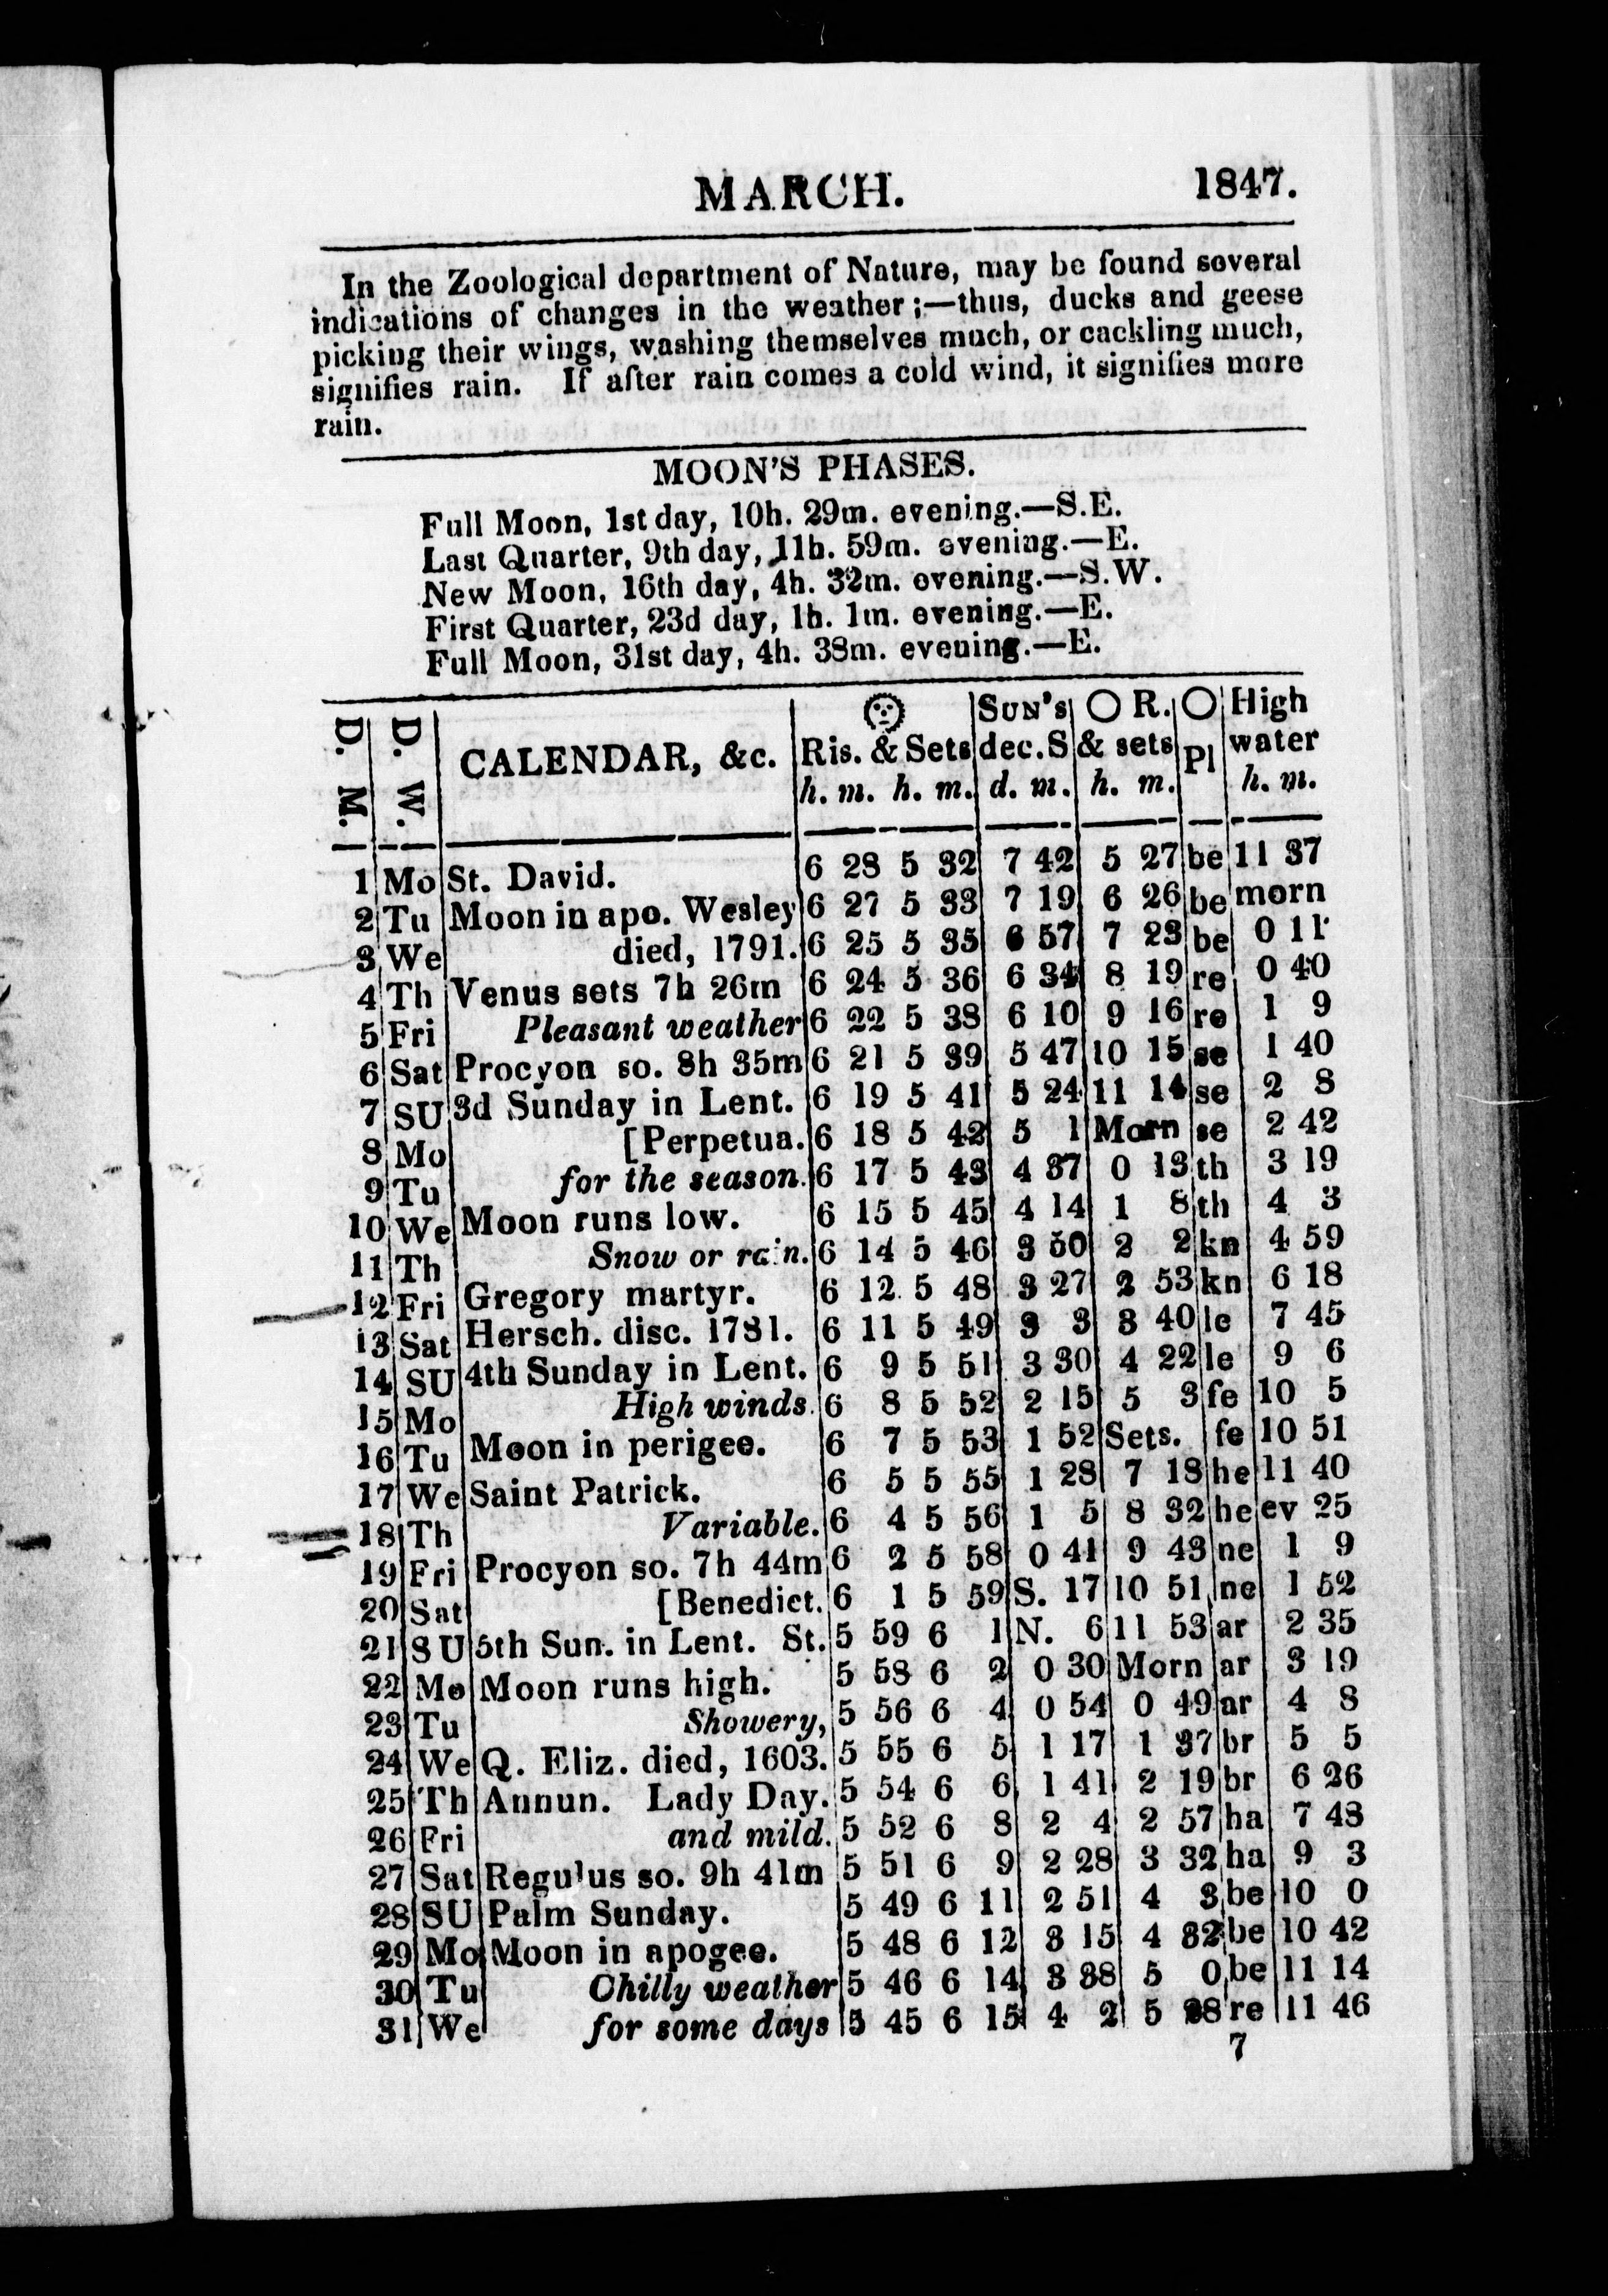 MARCH. 1847.
In the Zoological department of Nature, may be found several
indications of changes in the weather;—thus, ducks and geese
picking their wings, washing themselves much, or cackling much,
signifies rain. If after rain comes a cold wind, it signifies more
rain.
MOON'S PHASES.
Full Moon, 1st day, 10h. 29m. evening.—S.E.
Last Quarter, 9th day, 11h. 59m. evening.—E.
New Moon, 16th day, 4h. 32m. evening.—S.W.
First Quarter, 23d day, 1h. 1m. evening.—E.
Full Moon, 31st day, 4h. 38m. evening.—E.
D. M. D. W. CALENDAR, &c. Ris. & Sets h. m. h. m. SUN's dec. S d. m. R. & sets h. m. Pl High water h. m.
1 Mo St. David. 6 28 5 32 7 42 5 27 be 11 37
2 Tu Moon in apo. Wesley 6 27 5 33 7 19 6 26 be morn
3 We died, 1791. 6 25 5 35 6 57 7 23 be 0 11
4 Th Venus sets 7h 26m 6 24 5 36 6 34 8 19 re 0 40
5 Fri Pleasant weather 6 22 5 38 6 10 9 16 re 1 9
6 Sat Procyon so. 8h 35m 6 21 5 39 5 47 10 15 se 1 40
7 SU 3d Sunday in Lent. 6 19 5 41 5 24 11 14 se 2 8
8 Mo [Perpetua. 6 18 5 42 5 1 Morn se 2 42
9 Tu for the season. 6 17 5 43 4 37 0 13 th 3 19
10 We Moon runs low. 6 15 5 45 4 14 1 8 th 4 3
11 Th Snow or rain. 6 14 5 46 3 50 2 2 kn 4 59
12 Fri Gregory martyr. 6 12 5 48 3 27 2 53 kn 6 18
13 Sat Hersch. disc. 1781. 6 11 5 49 3 3 3 40 le 7 45
14 SU 4th Sunday in Lent. 6 9 5 51 3 30 4 22 le 9 6
15 Mo High winds. 6 8 5 52 2 15 5 3 fe 10 5
16 Tu Moon in perigee. 6 7 5 53 1 52 Sets. fe 10 51
17 We Saint Patrick. 6 5 5 55 1 28 7 18 he 11 40
18 Th Variable. 6 4 5 56 1 5 8 32 he ev 25
19 Fri Procyon so. 7h 44m 6 2 5 58 0 41 9 43 ne 1 9
20 Sat [Benedict. 6 1 5 59 S. 17 10 51 ne 1 52
21 SU 5th Sun. in Lent. St. 5 59 6 1 N. 6 11 53 ar 2 35
22 Mo Moon runs high. 5 58 6 2 0 30 Morn ar 3 19
23 Tu Showery, 5 56 6 4 0 54 0 49 ar 4 8
24 We Q. Eliz. died, 1603. 5 55 6 5 1 17 1 37 br 5 5
25 Th Annun. Lady Day. 5 54 6 6 1 41 2 19 br 6 26
26 Fri and mild. 5 52 6 8 2 4 2 57 ha 7 48
27 Sat Regulus so. 9h 41m 5 51 6 9 2 28 3 32 ha 9 3
28 SU Palm Sunday. 5 49 6 11 2 51 4 3 be 10 0
29 Mo Moon in apogee. 5 48 6 12 3 15 4 32 be 10 42
30 Tu Chilly weather 5 46 6 14 3 38 5 0 be 11 14
31 We for some days 5 45 6 15 4 2 5 28 re 11 46
7